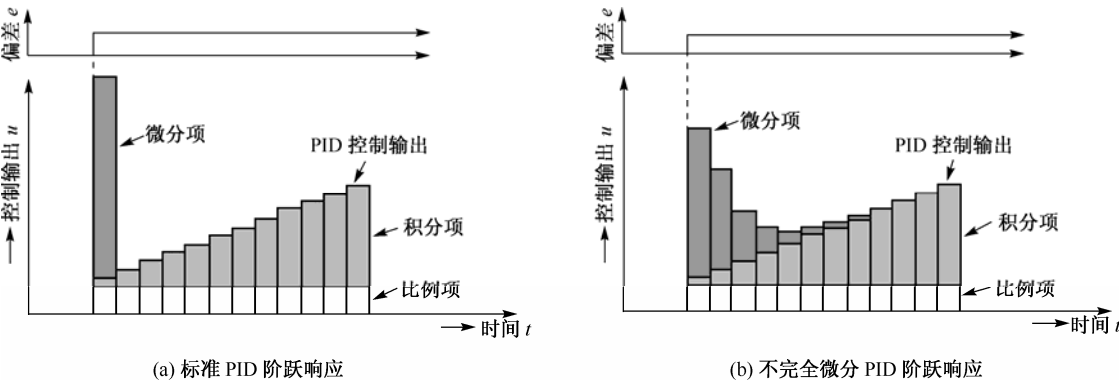 偏差 e
控制输出 u
微分项
PID 控制输出
积分项
比例项
时间 t
(a) 标准 PID 阶跃响应
偏差 e
控制输出 u
微分项
PID 控制输出
积分项
比例项
时间 t
(b) 不完全微分 PID 阶跃响应